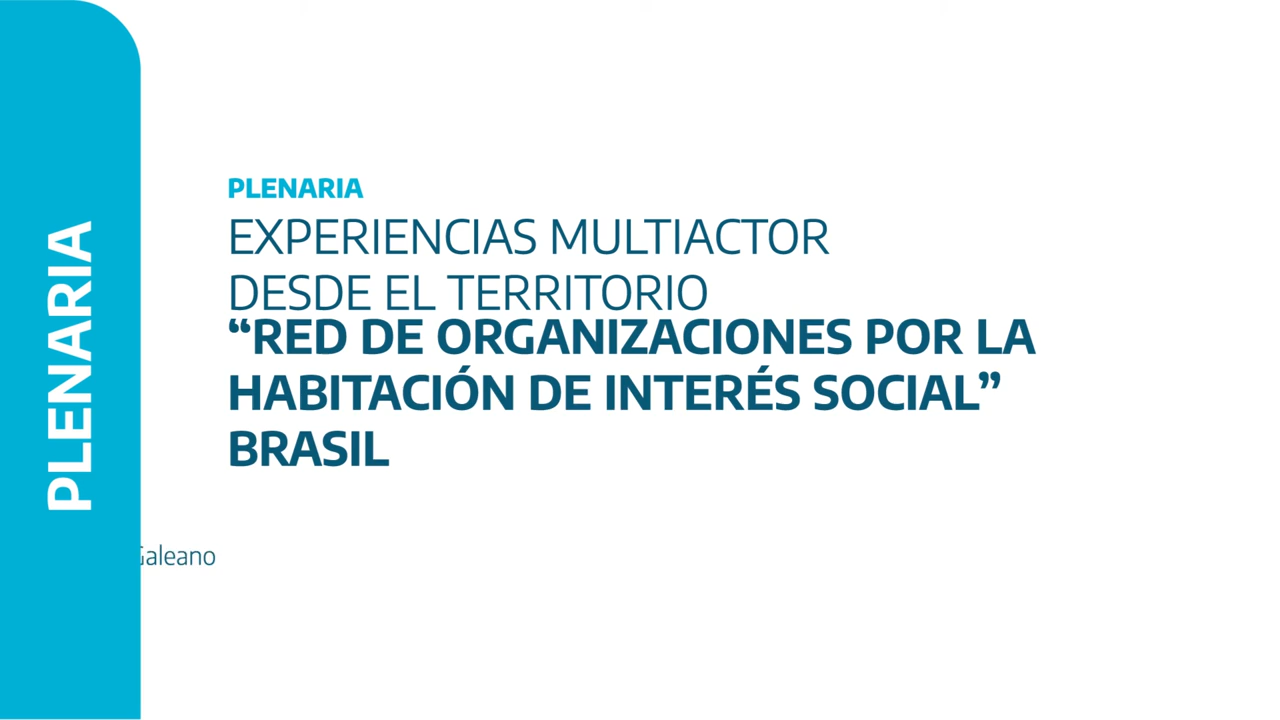 PLENARIA
PLENARIA
EXPERIENCIAS MULTIACTOR
DESDE EL TERRITORIO
“RED DE ORGANIZACIONES POR LA
HABITACIÓN DE INTERÉS SOCIAL”
BRASIL
Galeano